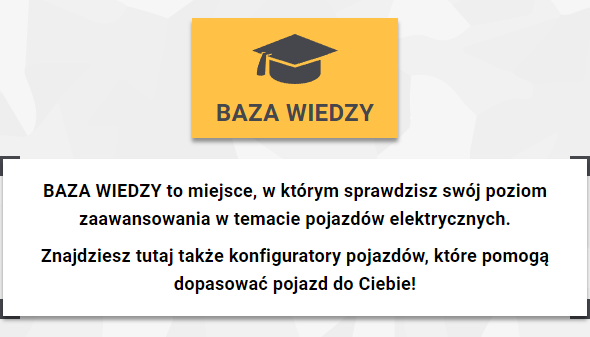 BAZA WIEDZY
BAZA WIEDZY to miejsce, w którym sprawdzisz swój poziom
zaawansowania w temacie pojazdów elektrycznych.
Znajdziesz tutaj także konfiguratory pojazdów, które pomogą
dopasować pojazd do Ciebie!